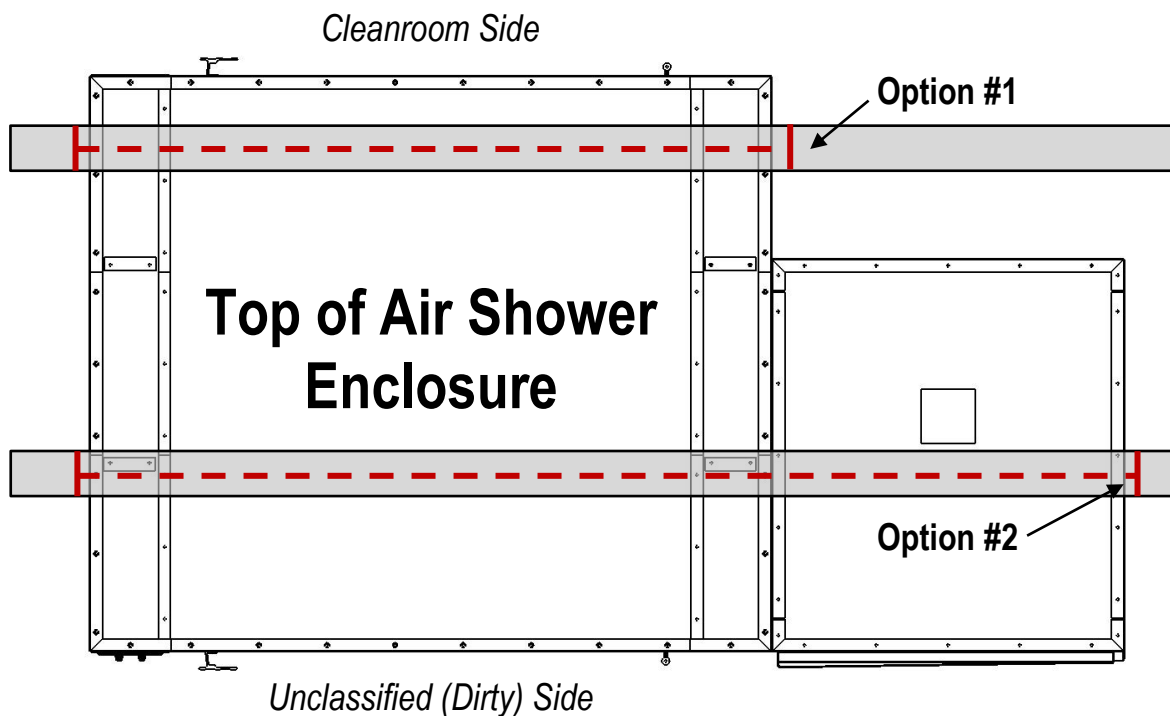 Cleanroom Side
Option #1
Top of Air Shower
Enclosure
Option #2
Unclassified (Dirty) Side